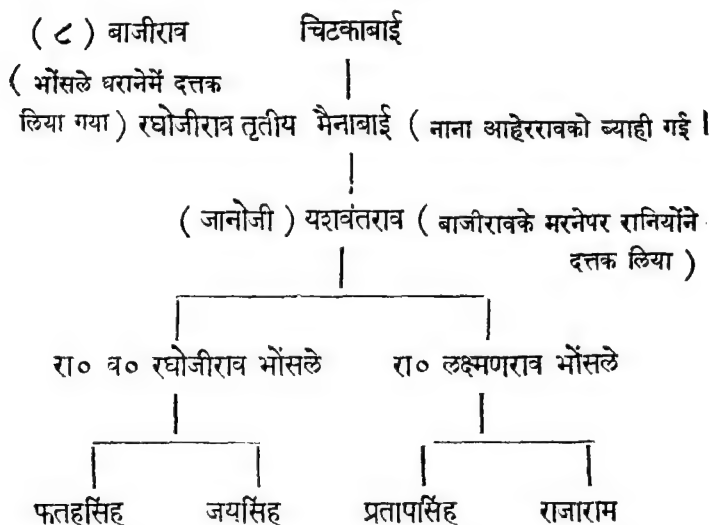 ( ८ ) बाजीराव चिटकाबाई
( भोंसले घरानेमें दत्तक
लिया गया ) रघोजीराव तृतीय मैनाबाई ( नाना आहेररावको ब्याही गई ।
( जानोजी ) यशवंतराव ( बाजीरावके मरनेपर रानियोंने
दत्तक लिया )
रा० व० रघोजीराव भोंसले रा० लक्ष्मणराव भोंसले
फतहसिंह जयसिंह प्रतापसिंह राजाराम